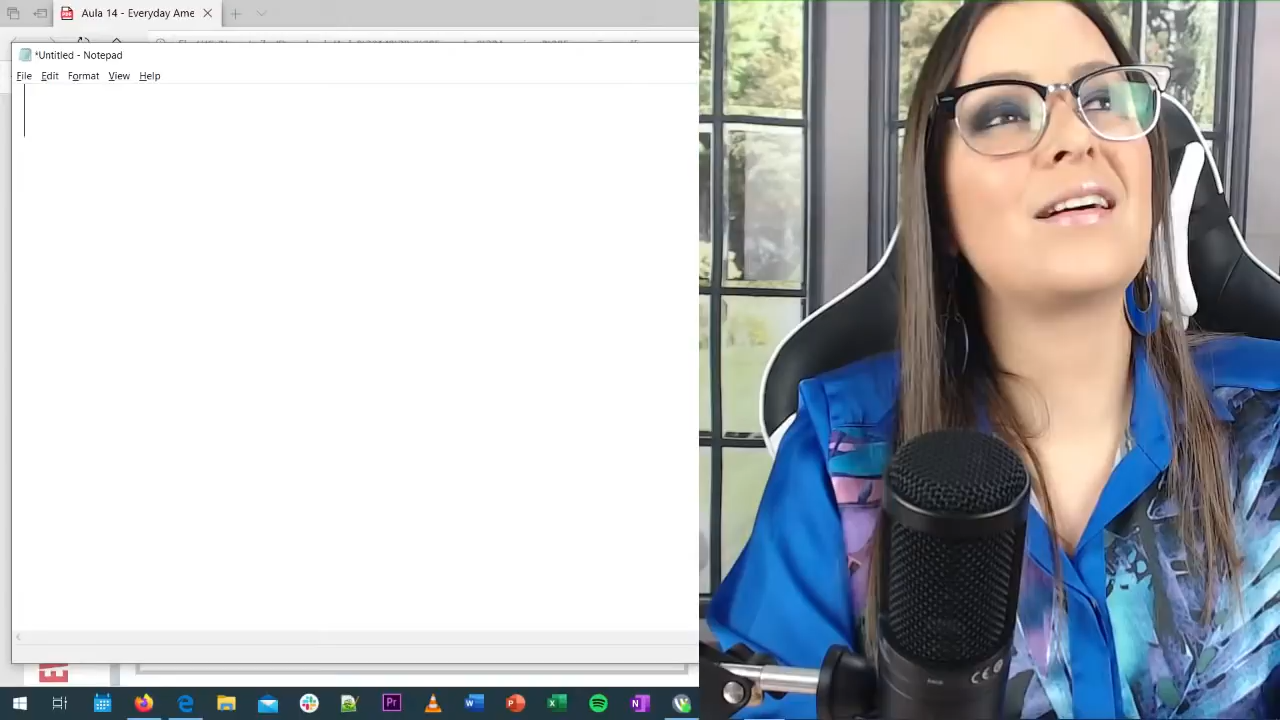 Aula 14 - Everyday Ame
*Untitled - Notepad
File Edit Format View Help